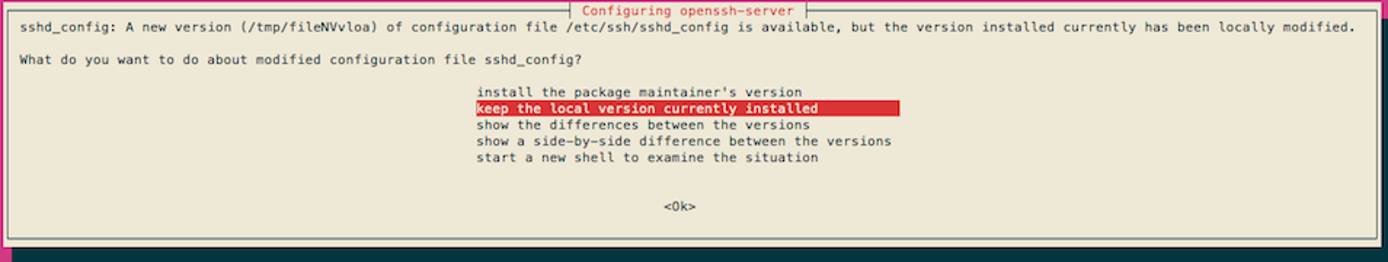 Configuring openssh-server
sshd_config: A new version (/tmp/fileNVvloa) of configuration file /etc/ssh/sshd_config is available, but the version installed currently has been locally modified.
What do you want to do about modified configuration file sshd_config?
install the package maintainer's version
keep the local version currently installed
show the differences between the versions
show a side-by-side difference between the versions
start a new shell to examine the situation
<Ok>